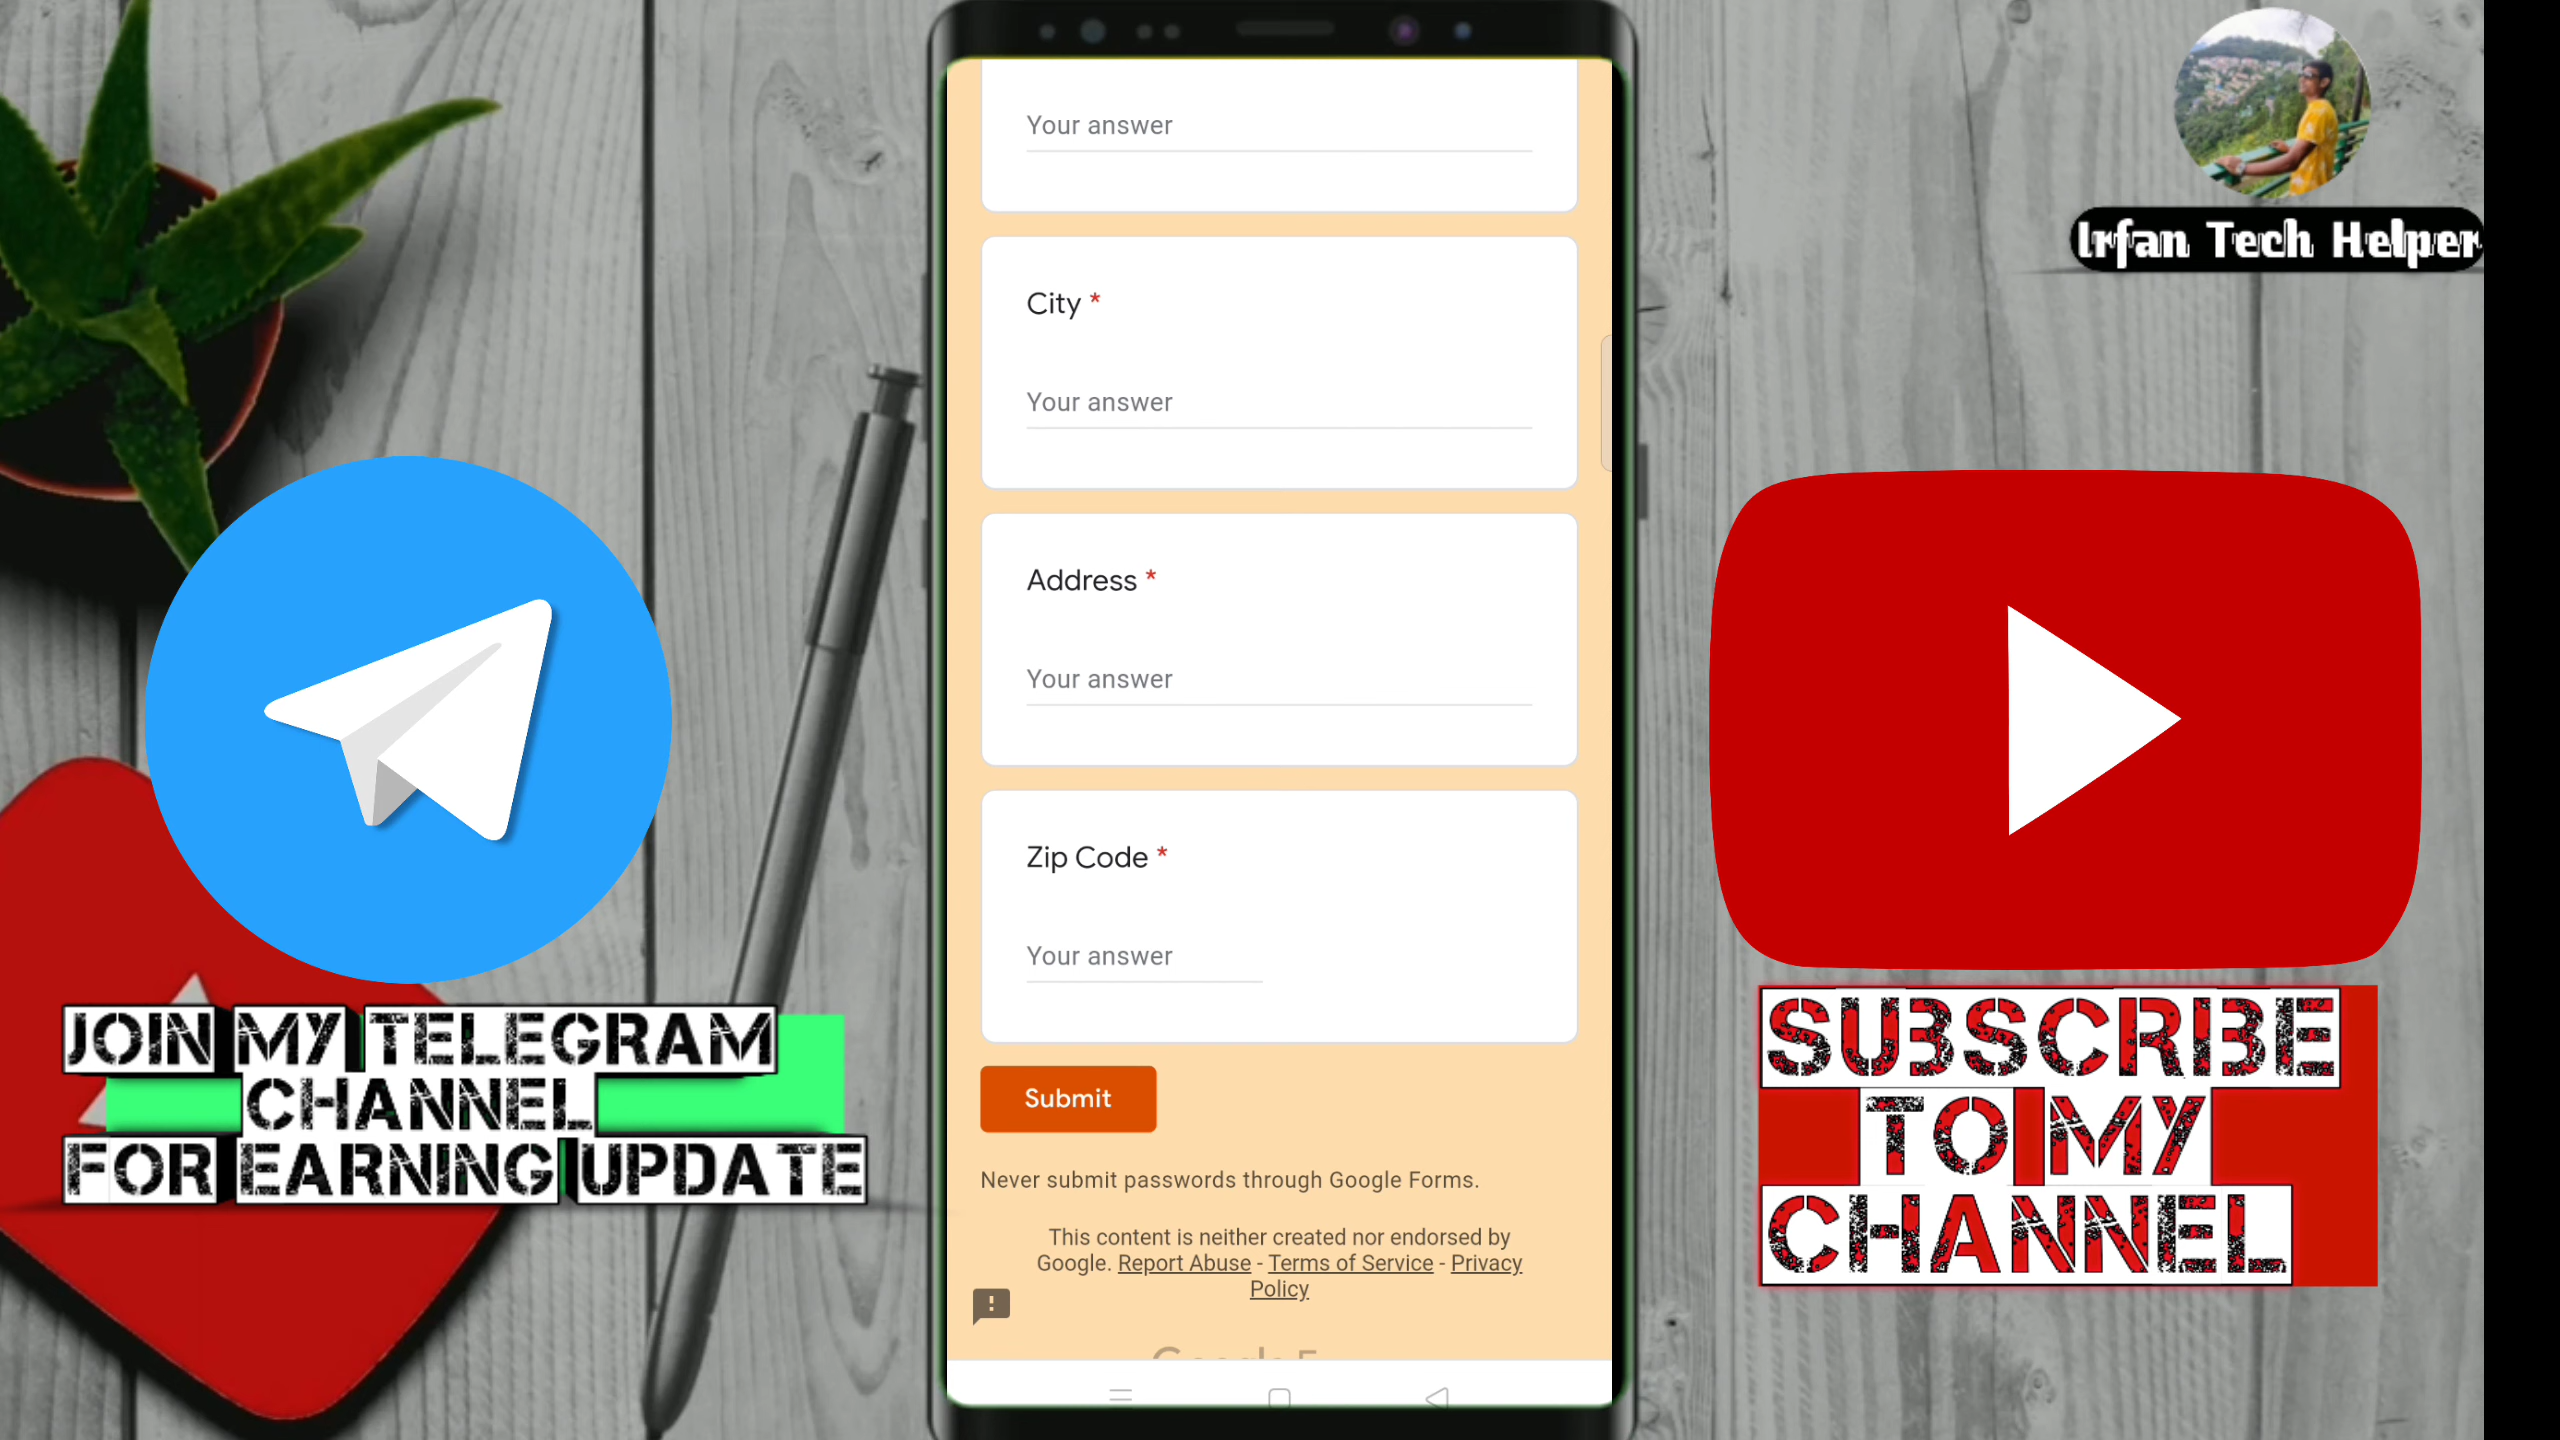 Your answer
City *
Your answer
Address *
Your answer
Zip Code *
Your answer
Submit
Never submit passwords through Google Forms.
This content is neither created nor endorsed by
Google. Report Abuse - Terms of Service - Privacy
Policy
Irfan Tech Helper
JOIN MY TELEGRAM
CHANNEL
FOR EARNING UPDATE
SUBSCRIBE
TO MY
CHANNEL